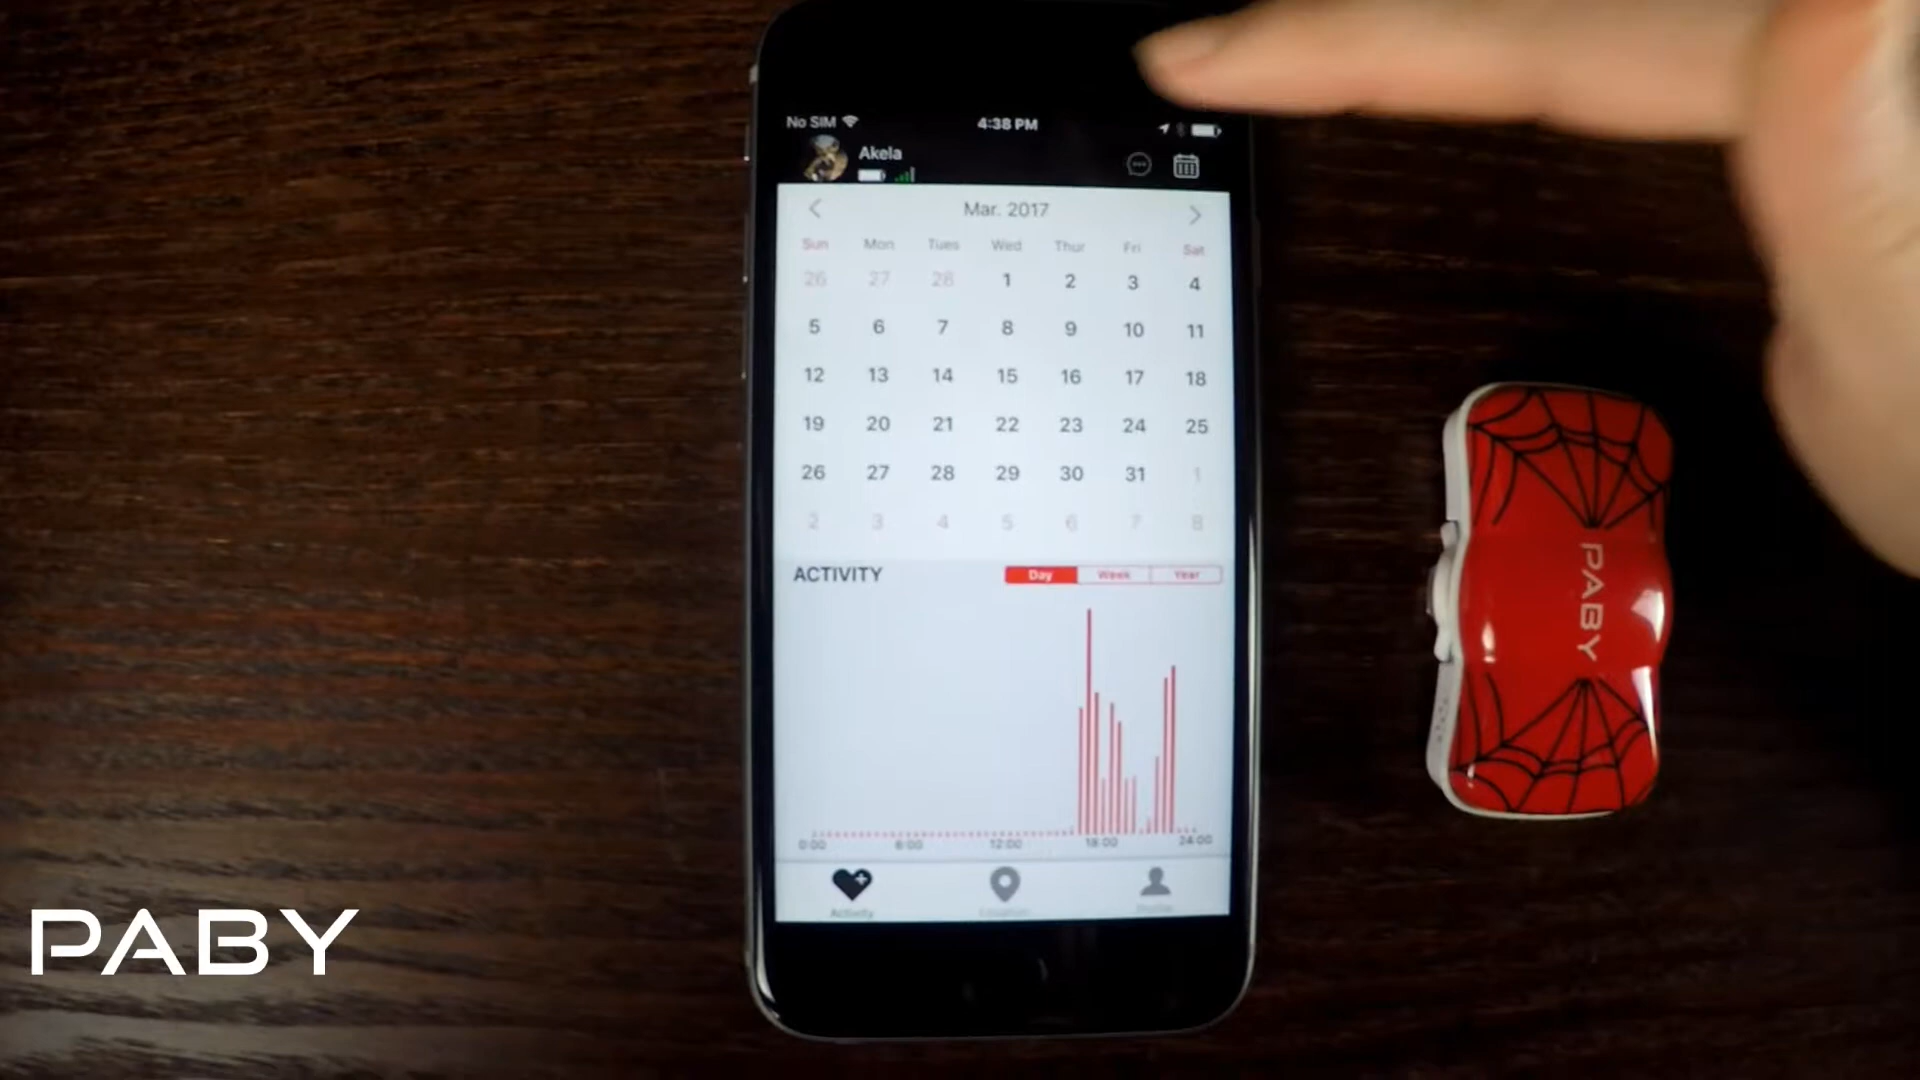 No SIM 4:38 PM
Akela
Mar. 2017
Sun Mon Tues Wed Thur Fri Sat
26 27 28 1 2 3 4
5 6 7 8 9 10 11
12 13 14 15 16 17 18
19 20 21 22 23 24 25
26 27 28 29 30 31 1
2 3 4 5 6 7 8
ACTIVITY Day Week Year
0:00 6:00 12:00 18:00 24:00
Activity
PABY
PABY